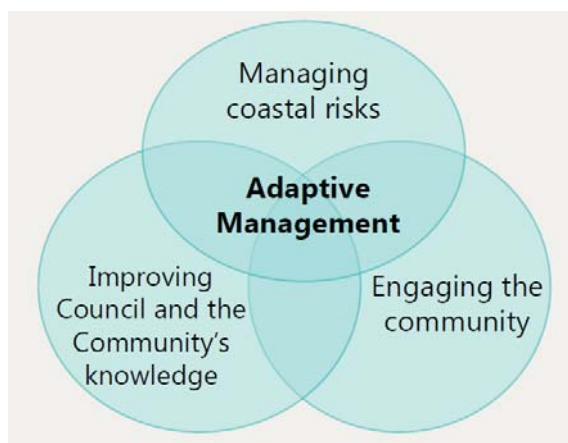 Managing
coastal risks
Adaptive
Management
Improving
Council and the
Community’s
knowledge
Engaging the
community